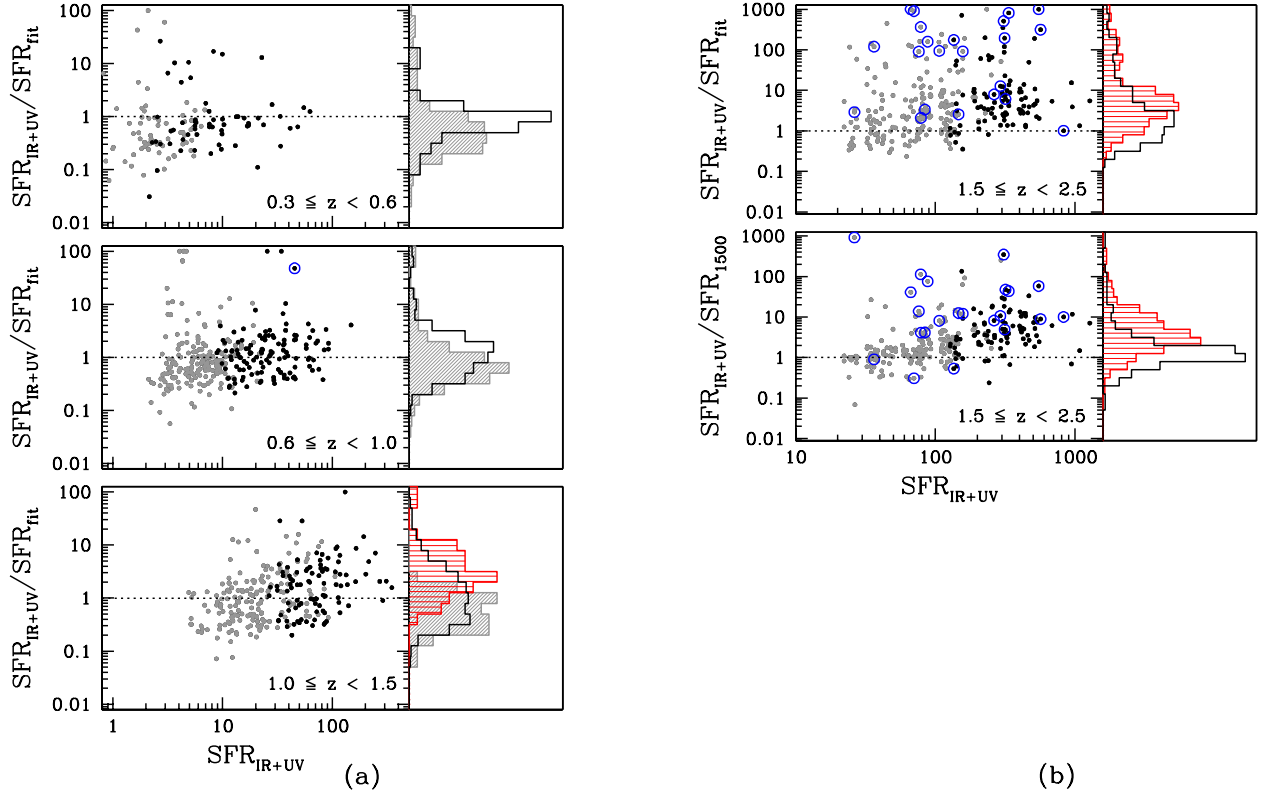 SFR_IR+UV/SFR_fit
100
10
1
0.1
0.01
0.3 ≦ z < 0.6
SFR_IR+UV/SFR_fit
100
10
1
0.1
0.01
0.6 ≦ z < 1.0
SFR_IR+UV/SFR_fit
100
10
1
0.1
0.01
1.0 ≦ z < 1.5
1 10 100
SFR_IR+UV
(a)
SFR_IR+UV/SFR_fit
1000
100
10
1
0.1
0.01
1.5 ≦ z < 2.5
SFR_IR+UV/SFR_1500
1000
100
10
1
0.1
0.01
1.5 ≦ z < 2.5
10 100 1000
SFR_IR+UV
(b)